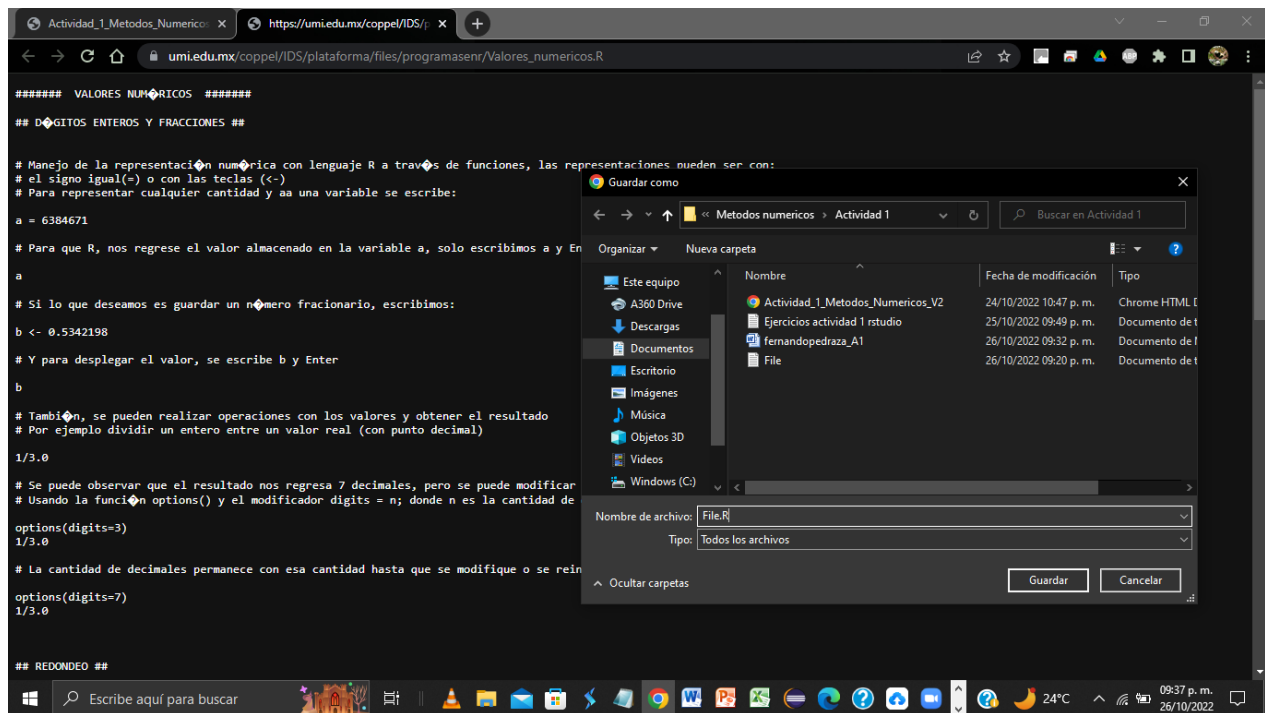 Actividad_1_Metodos_Numericos
https://umi.edu.mx/coppel/IDS/p
umi.edu.mx/coppel/IDS/plataforma/files/programasenr/Valores_numericos.R
ABP
####### VALORES NUM�RICOS #######
## D�GITOS ENTEROS Y FRACCIONES ##
# Manejo de la representaci�n num�rica con lenguaje R a trav�s de funciones, las representaciones pueden ser con:
# el signo igual(=) o con las teclas (<-)
# Para representar cualquier cantidad y aa una variable se escribe:
a = 6384671
# Para que R, nos regrese el valor almacenado en la variable a, solo escribimos a y En
a
# Si lo que deseamos es guardar un n�mero fracionario, escribimos:
b <- 0.5342198
# Y para desplegar el valor, se escribe b y Enter
b
# Tambi�n, se pueden realizar operaciones con los valores y obtener el resultado
# Por ejemplo dividir un entero entre un valor real (con punto decimal)
1/3.0
# Se puede observar que el resultado nos regresa 7 decimales, pero se puede modificar
# Usando la funci�n options() y el modificador digits = n; donde n es la cantidad de
options(digits=3)
1/3.0
# La cantidad de decimales permanece con esa cantidad hasta que se modifique o se rein
options(digits=7)
1/3.0
## REDONDEO ##
Guardar como
« Metodos numericos › Actividad 1
Buscar en Actividad 1
Organizar
Nueva carpeta
Este equipo
A360 Drive
Descargas
Documentos
Escritorio
Imágenes
Música
Objetos 3D
Videos
Windows (C:)
Nombre Fecha de modificación Tipo
Actividad_1_Metodos_Numericos_V2 24/10/2022 10:47 p. m. Chrome HTML D
Ejercicios actividad 1 rstudio 25/10/2022 09:49 p. m. Documento de t
fernandopedraza_A1 26/10/2022 09:32 p. m. Documento de M
File 26/10/2022 09:20 p. m. Documento de t
Nombre de archivo: File.R
Tipo: Todos los archivos
Ocultar carpetas
Guardar
Cancelar
Escribe aquí para buscar
24°C
09:37 p. m.
26/10/2022